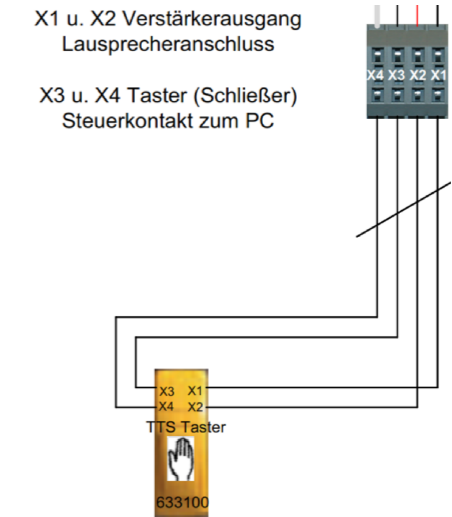 X1 u. X2 Verstärkerausgang
Lausprecheranschluss
X3 u. X4 Taster (Schließer)
Steuerkontakt zum PC
X4 X3 X2 X1
X3 X1
X4 X2
TTS Taster
633100